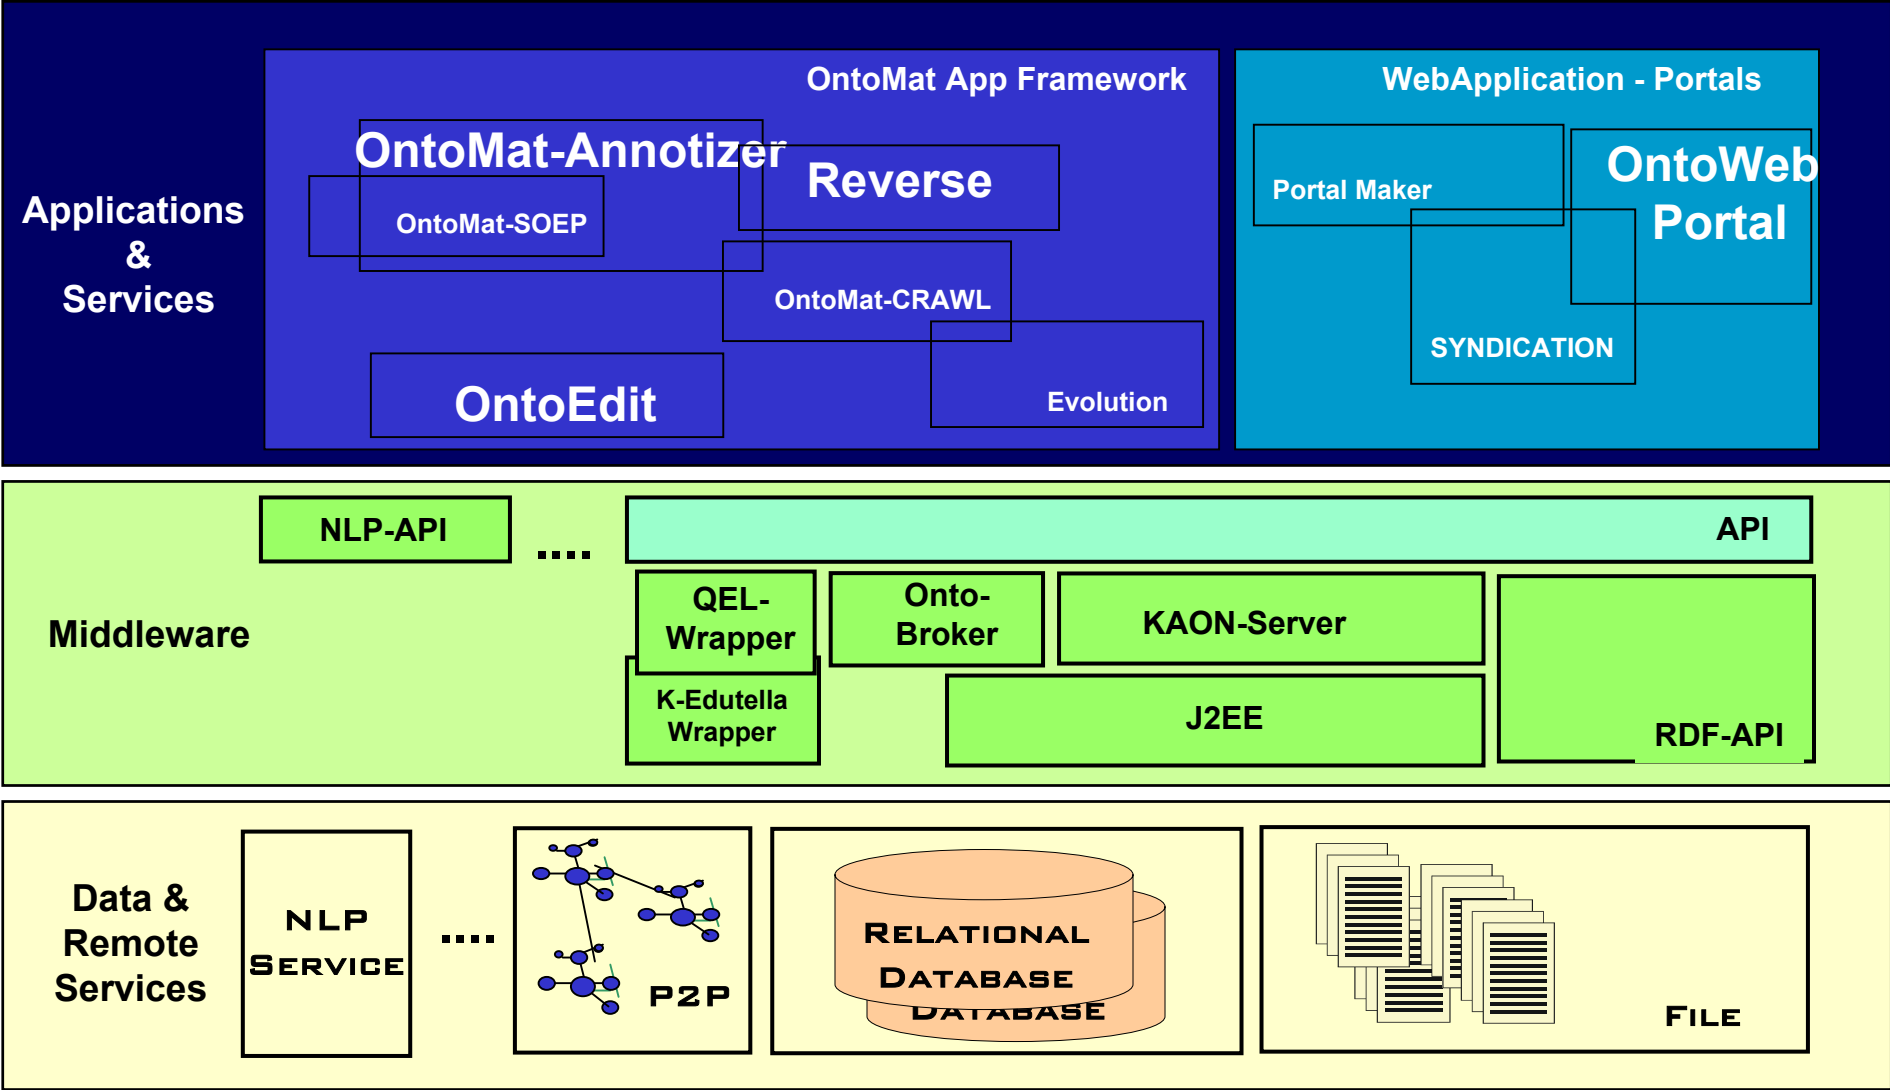 OntoMat App Framework
WebApplication - Portals
OntoMat-Annotizer
Reverse
OntoMat-SOEP
OntoMat-CRAWL
OntoEdit
Evolution
Portal Maker
OntoWeb
Portal
SYNDICATION
Applications
&
Services
NLP-API
....
API
Middleware
QEL-
Wrapper
Onto-
Broker
KAON-Server
K-Edutella
Wrapper
J2EE
RDF-API
Data &
Remote
Services
NLP
SERVICE
....
P2P
RELATIONAL
DATABASE
DATABASE
FILE